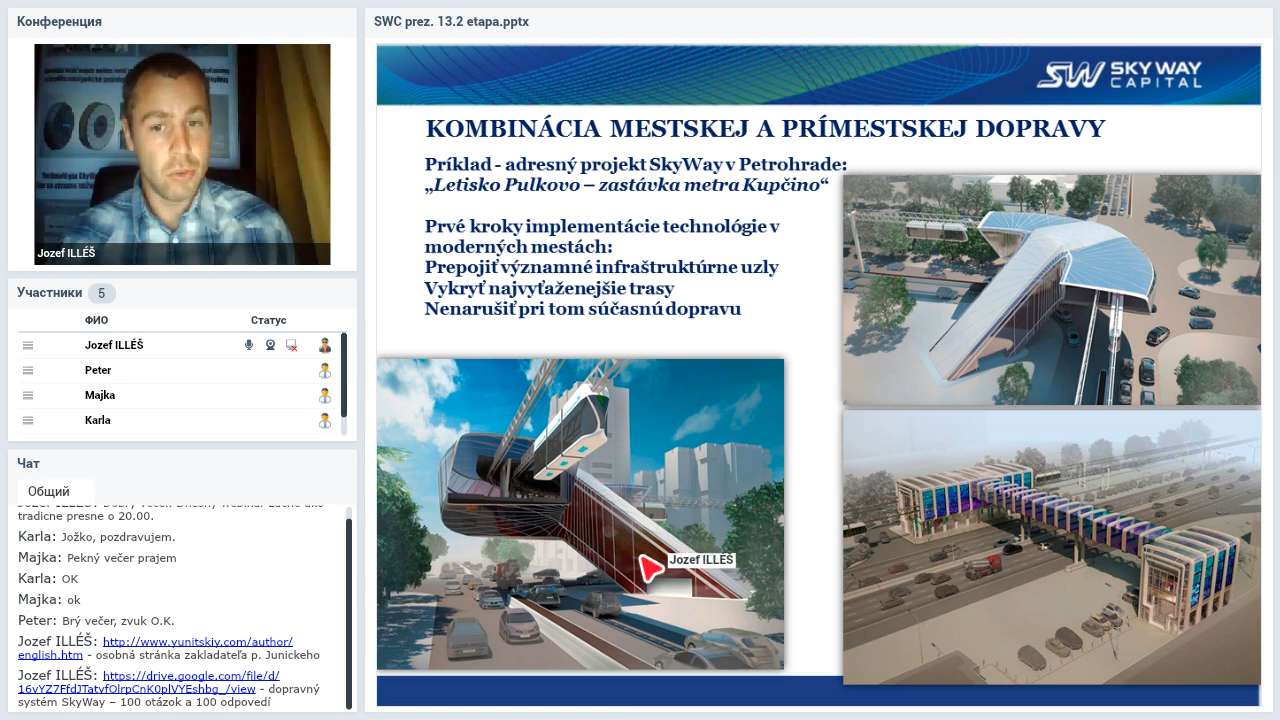 Конференция
Jozef ILLÉŠ
Участники 5
ФИО Статус
Jozef ILLÉŠ
Peter
Majka
Karla
Чат
Общий
tradicne presne o 20.00.
Karla: Jožko, pozdravujem.
Majka: Pekný večer prajem
Karla: OK
Majka: ok
Peter: Brý večer, zvuk O.K.
Jozef ILLÉŠ: http://www.yunitskiy.com/author/
english.htm - osobná stránka zakladateľa p. Junického
Jozef ILLÉŠ: https://drive.google.com/file/d/
16vYZ7FfdJTatvfOlrpCnK0plVYEshbg_/view - dopravný
systém SkyWay – 100 otázok a 100 odpovedí
SWC prez. 13.2 etapa.pptx
SW SKY WAY
CAPITAL
KOMBINÁCIA MESTSKEJ A PRÍMESTSKEJ DOPRAVY
Príklad - adresný projekt SkyWay v Petrohrade:
„Letisko Pulkovo – zastávka metra Kupčino“
Prvé kroky implementácie technológie v
moderných mestách:
Prepojiť významné infraštruktúrne uzly
Vykryť najvyťaženejšie trasy
Nenarušiť pri tom súčasnú dopravu
Jozef ILLÉŠ